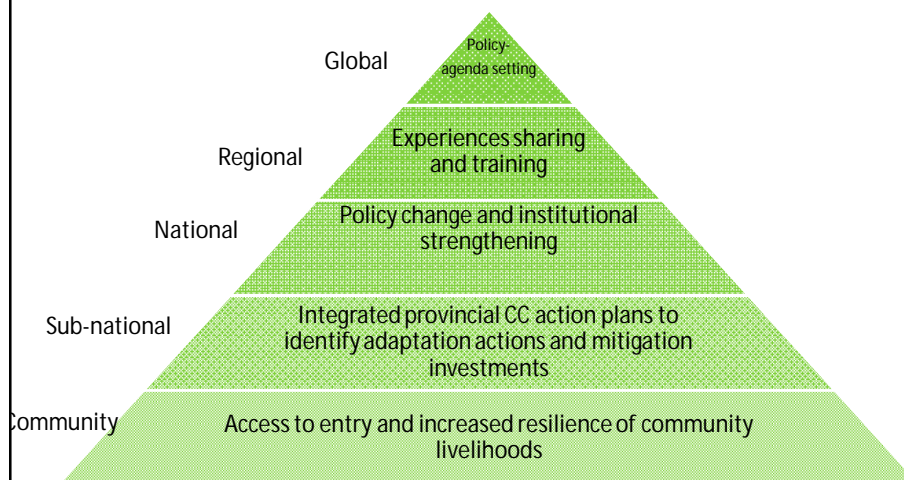 Global
Policy-
agenda setting
Regional
Experiences sharing
and training
National
Policy change and institutional
strengthening
Sub-national
Integrated provincial CC action plans to
identify adaptation actions and mitigation
investments
Community
Access to entry and increased resilience of community
livelihoods